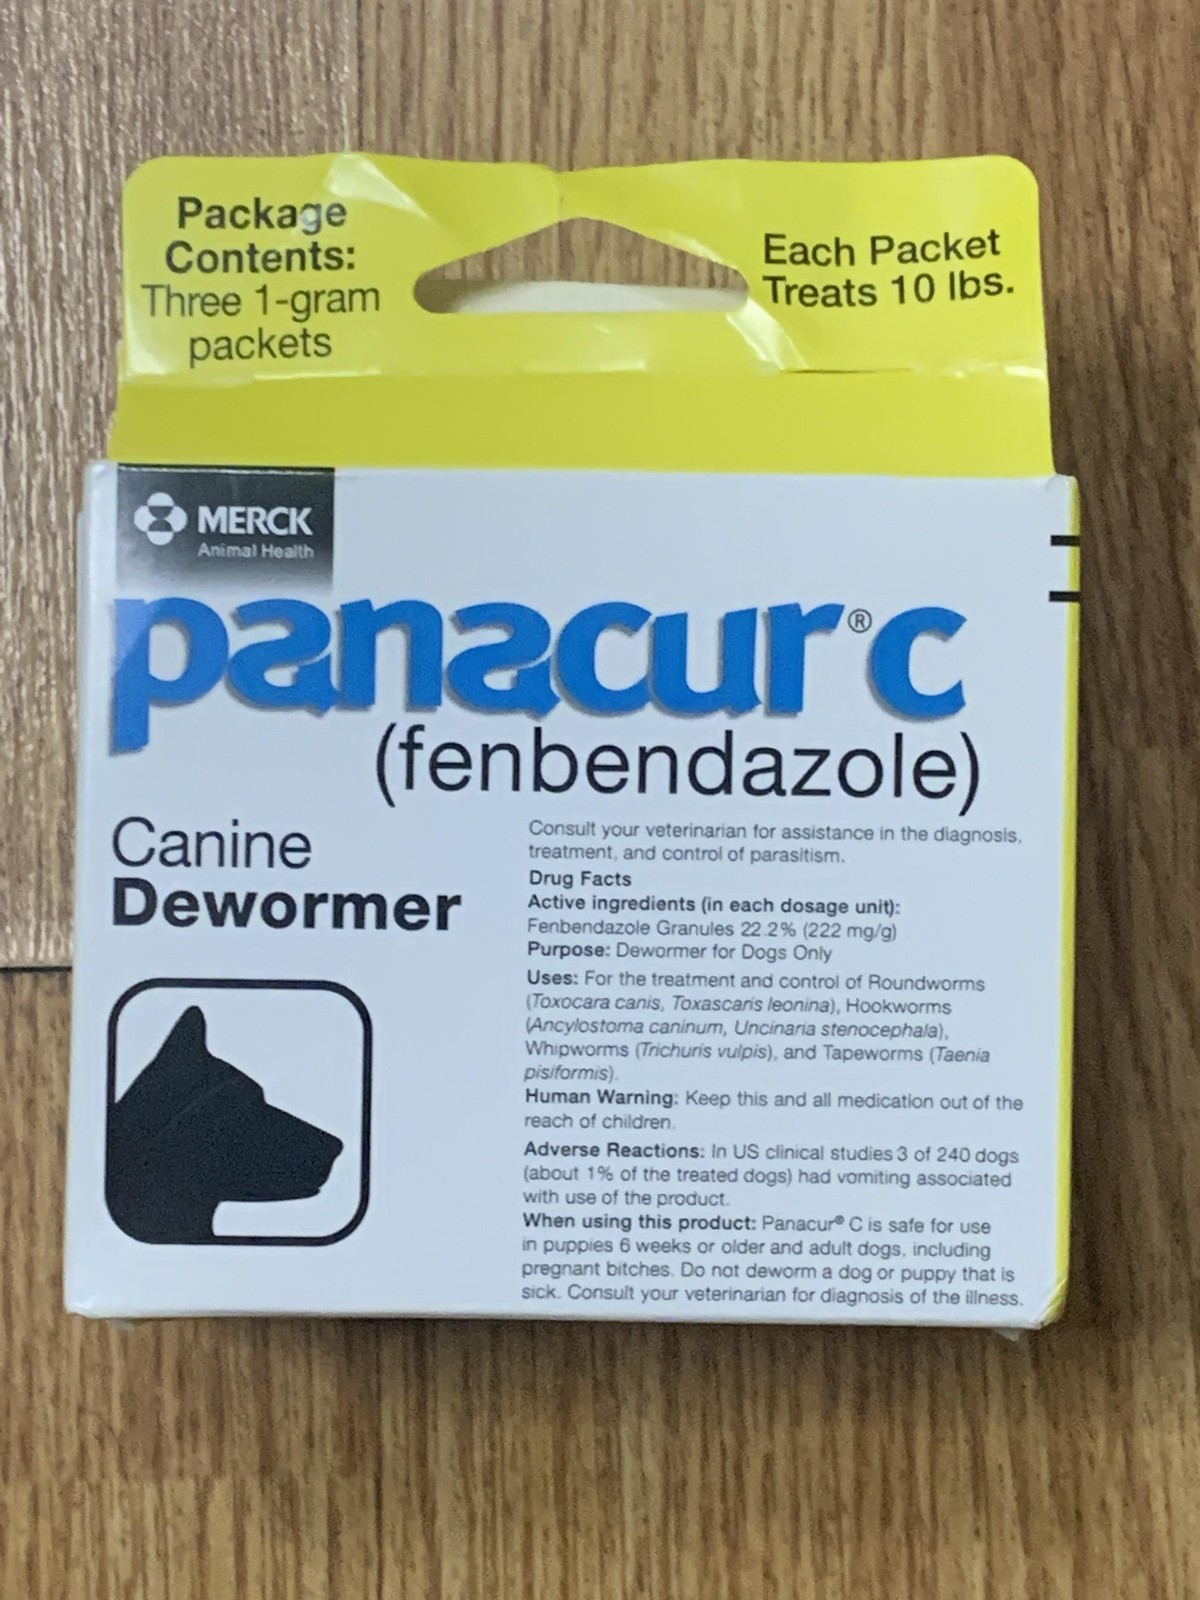 Package
Contents:
Three 1-gram
packets
Each Packet
Treats 10 lbs.
MERCK
Animal Health
panacur® c
(fenbendazole)
Canine
Dewormer
Consult your veterinarian for assistance in the diagnosis,
treatment, and control of parasitism.
Drug Facts
Active ingredients (in each dosage unit):
Fenbendazole Granules 22.2% (222 mg/g)
Purpose: Dewormer for Dogs Only
Uses: For the treatment and control of Roundworms
(Toxocara canis, Toxascaris leonina), Hookworms
(Ancylostoma caninum, Uncinaria stenocephala),
Whipworms (Trichuris vulpis), and Tapeworms (Taenia
pisiformis).
Human Warning: Keep this and all medication out of the
reach of children.
Adverse Reactions: In US clinical studies 3 of 240 dogs
(about 1% of the treated dogs) had vomiting associated
with use of the product.
When using this product: Panacur® C is safe for use
in puppies 6 weeks or older and adult dogs, including
pregnant bitches. Do not deworm a dog or puppy that is
sick. Consult your veterinarian for diagnosis of the illness.